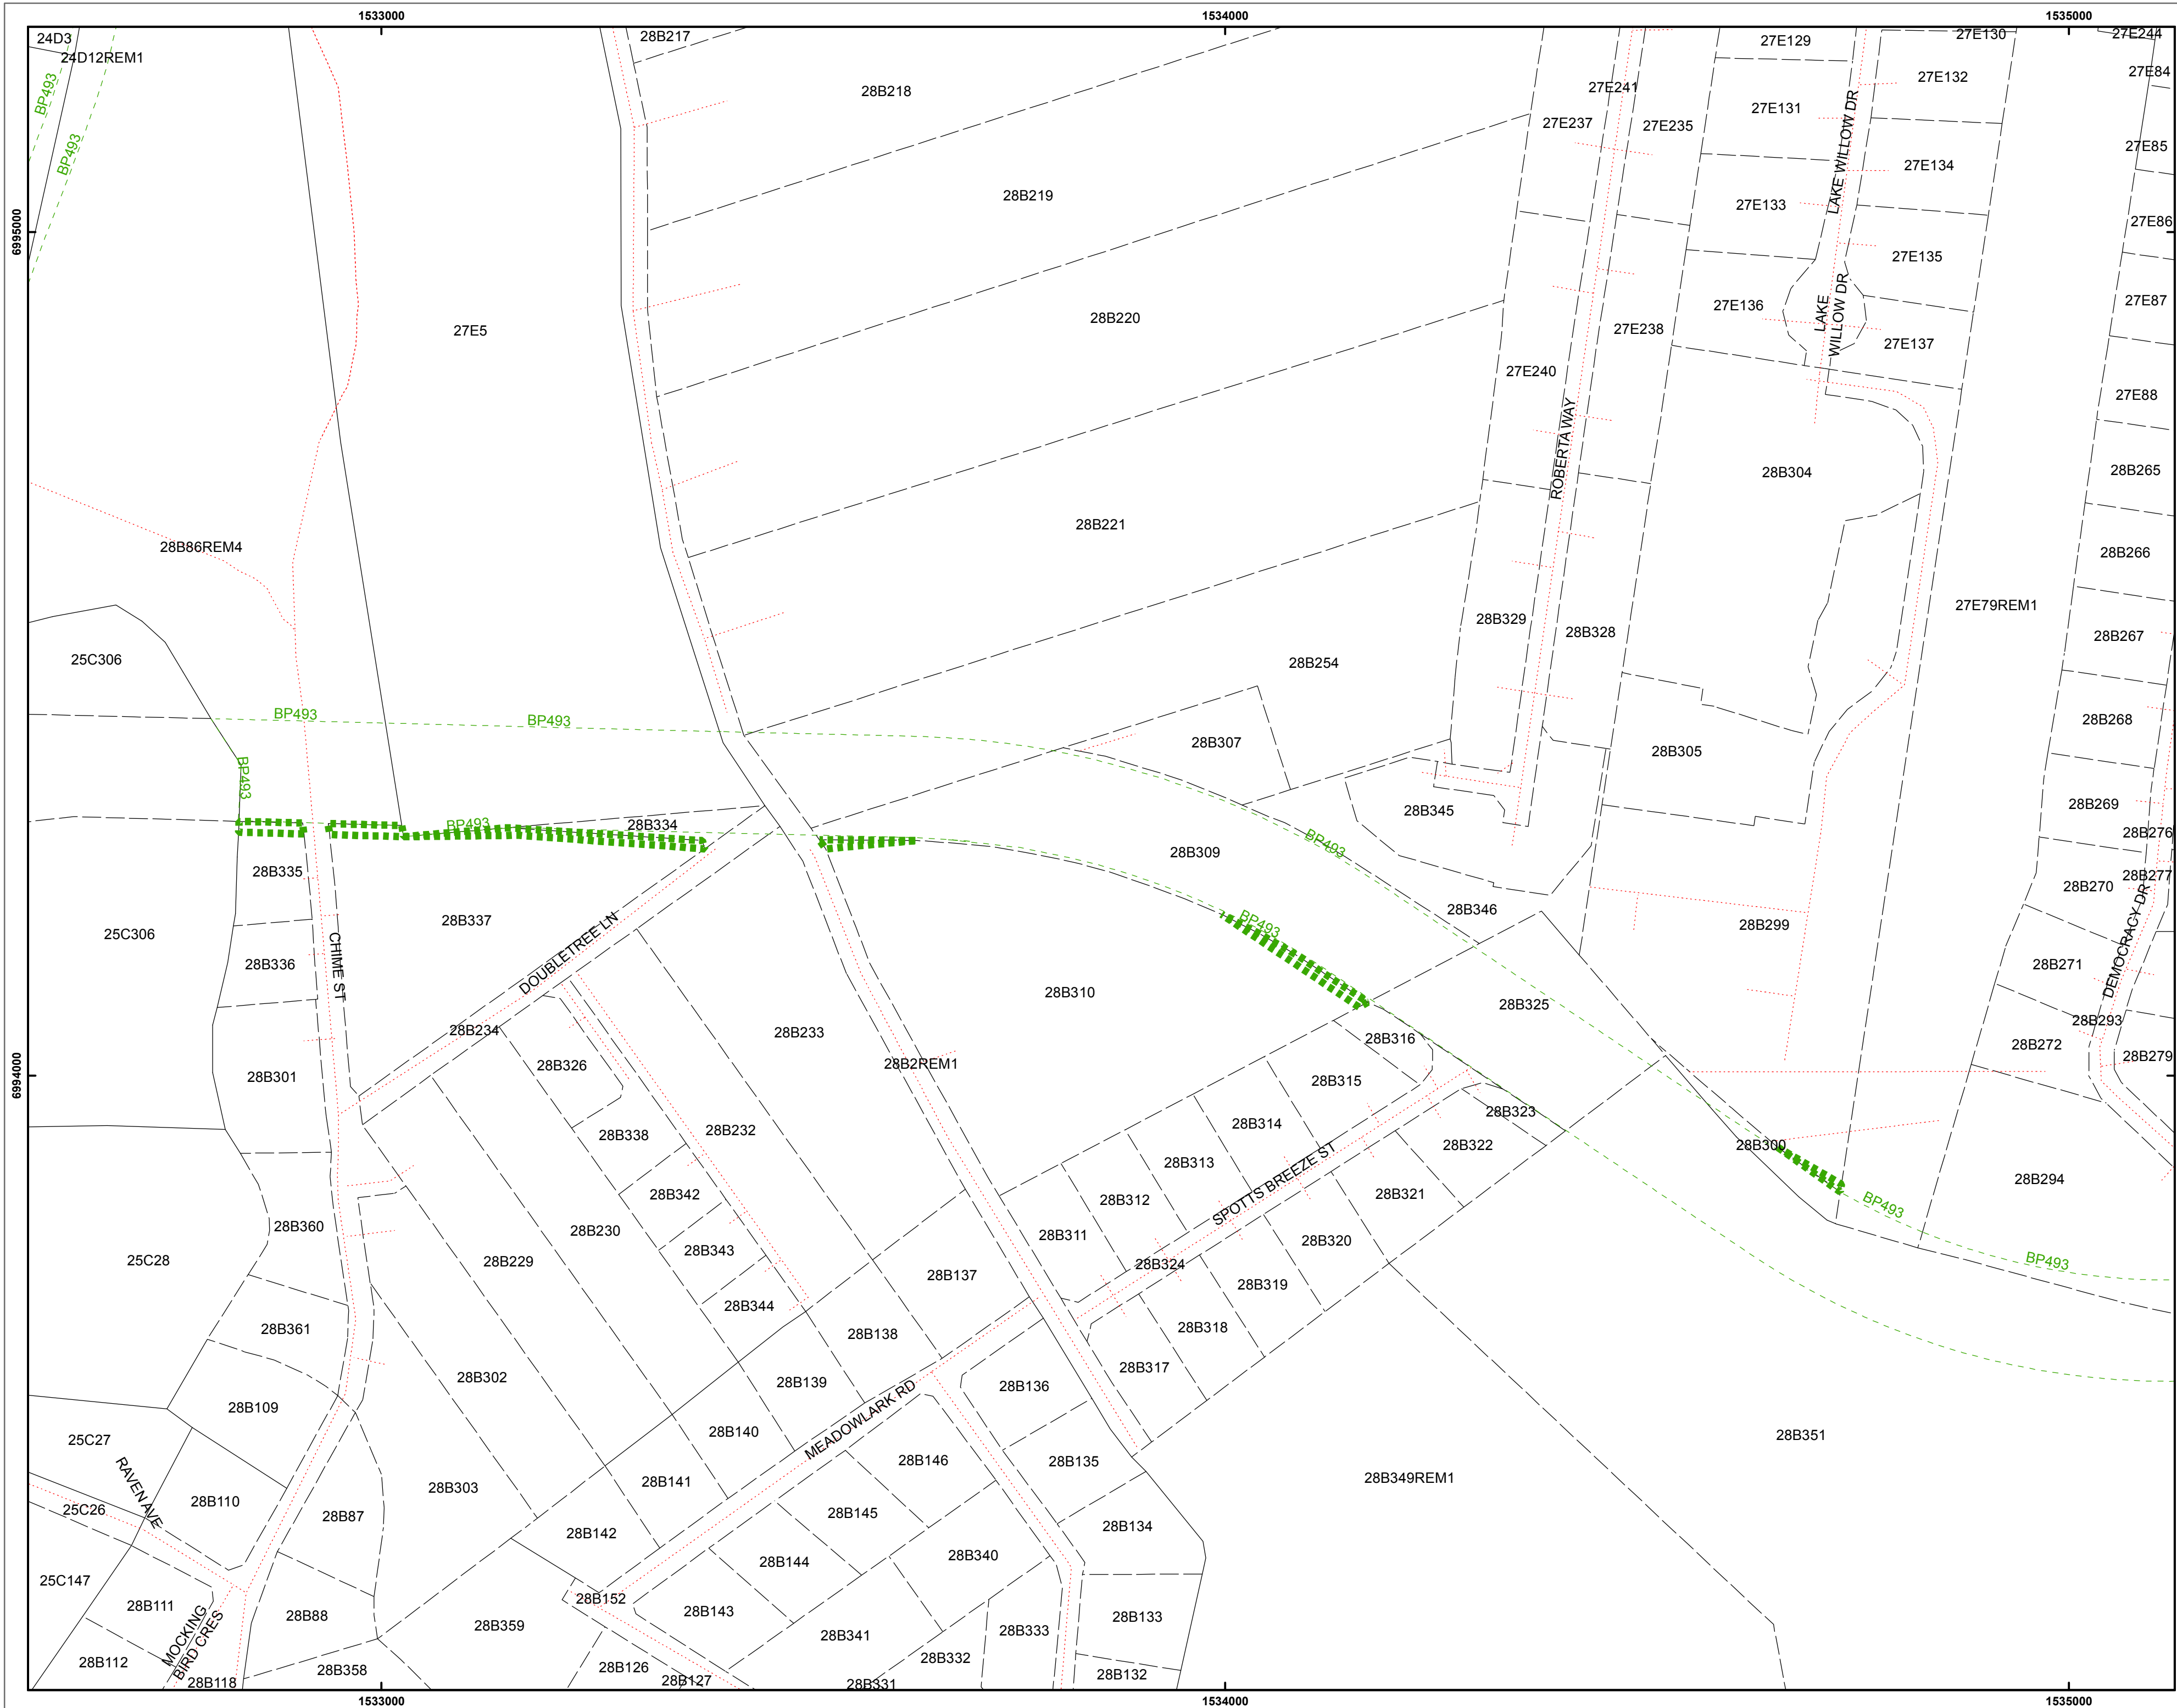 1533000
1534000
1535000
24D3
24D12REM1
28B217
27E129
27E130
27E244
27E84
27E132
27E131
27E241
27E237
27E235
28B218
BP493
BP493
LAKE WILLOW DR
27E85
27E134
27E133
28B219
27E86
6995000
27E135
27E87
27E136
LAKE
WILLOW DR
27E137
27E5
28B220
27E238
27E240
27E88
ROBERTA WAY
28B304
28B265
28B221
28B86REM4
28B266
27E79REM1
28B329
28B328
28B267
25C306
28B254
BP493
BP493
28B268
28B307
28B305
BP493
28B269
28B345
BP493
28B334
28B276
BP493
28B309
28B335
28B277
28B270
28B337
DOUBLETREE LN
BP493
28B346
28B299
25C306
CHIME ST
DEMOCRACY DR
28B336
28B271
28B310
28B325
28B234
28B233
28B293
28B316
28B272
28B279
28B326
28B2REM1
28B301
28B315
6994000
28B323
28B314
28B338
28B232
28B322
28B300
28B313
SPOTTS BREEZE ST
28B342
28B312
28B321
28B294
BP493
28B360
28B230
28B311
28B343
28B320
25C28
28B229
28B324
BP493
28B137
28B319
28B344
28B361
28B138
28B318
28B302
28B139
28B317
28B136
28B109
MEADOWLARK RD
28B140
25C27
28B351
28B146
28B135
28B349REM1
28B141
RAVEN AVE
28B303
28B110
25C26
28B87
28B145
28B134
28B142
28B340
28B144
25C147
28B152
28B111
28B88
28B143
28B133
MOCKING
BIRD CRES
28B359
28B341
28B333
28B332
28B112
28B358
28B126
28B127
28B132
28B118
28B331
1533000
1534000
1535000